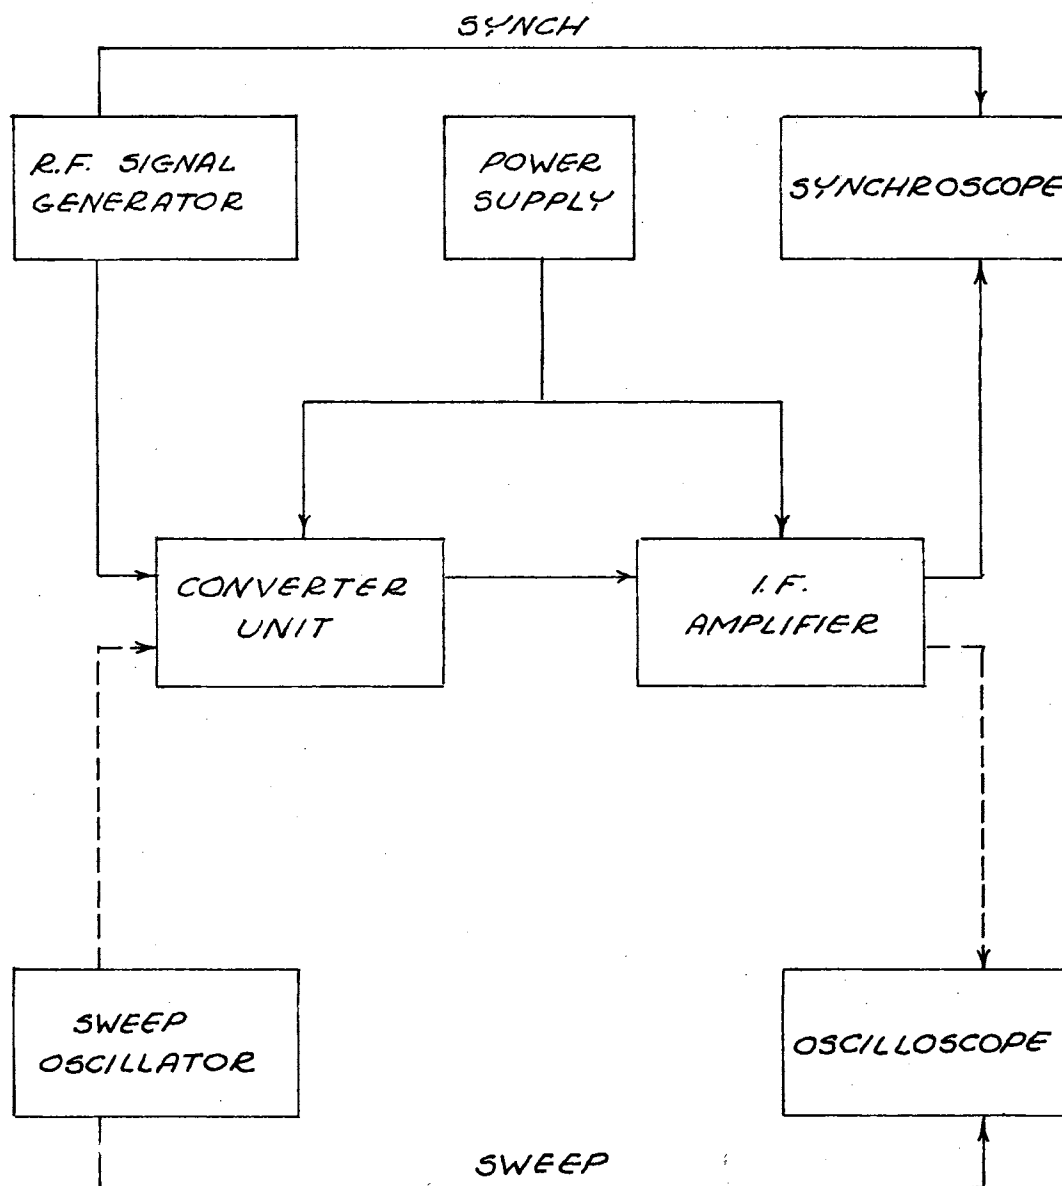 SYNCH
R.F. SIGNAL
GENERATOR
POWER
SUPPLY
SYNCHROSCOPE
CONVERTER
UNIT
I.F.
AMPLIFIER
SWEEP
OSCILLATOR
OSCILLOSCOPE
SWEEP